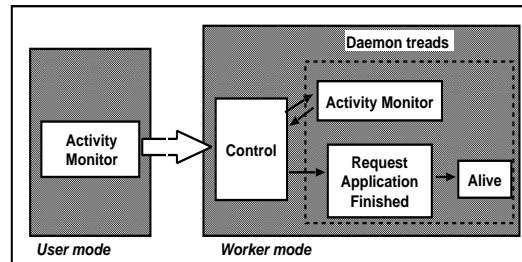 Daemon treads
Activity Monitor
Activity
Monitor
Control
Request
Application
Finished
Alive
User mode
Worker mode